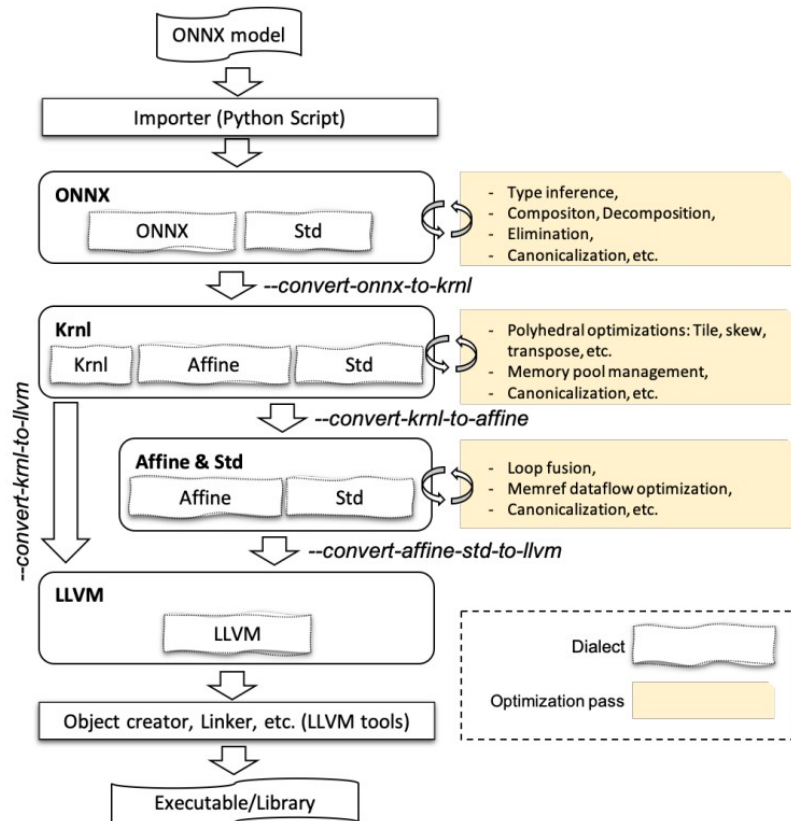 ONNX model
Importer (Python Script)
ONNX
ONNX
Std
- Type inference,
- Compositon, Decomposition,
- Elimination,
- Canonicalization, etc.
--convert-onnx-to-krnl
Krnl
Krnl
Affine
Std
- Polyhedral optimizations: Tile, skew,
transpose, etc.
- Memory pool management,
- Canonicalization, etc.
--convert-krnl-to-llvm
--convert-krnl-to-affine
Affine & Std
Affine
Std
- Loop fusion,
- Memref dataflow optimization,
- Canonicalization, etc.
--convert-affine-std-to-llvm
LLVM
LLVM
Dialect
Optimization pass
Object creator, Linker, etc. (LLVM tools)
Executable/Library